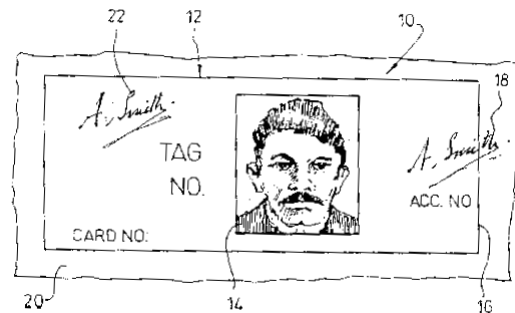 22
12
10
18
A. Smith.
A. Smith.
TAG
NO.
ACC. NO
CARD NO:
20
14
16